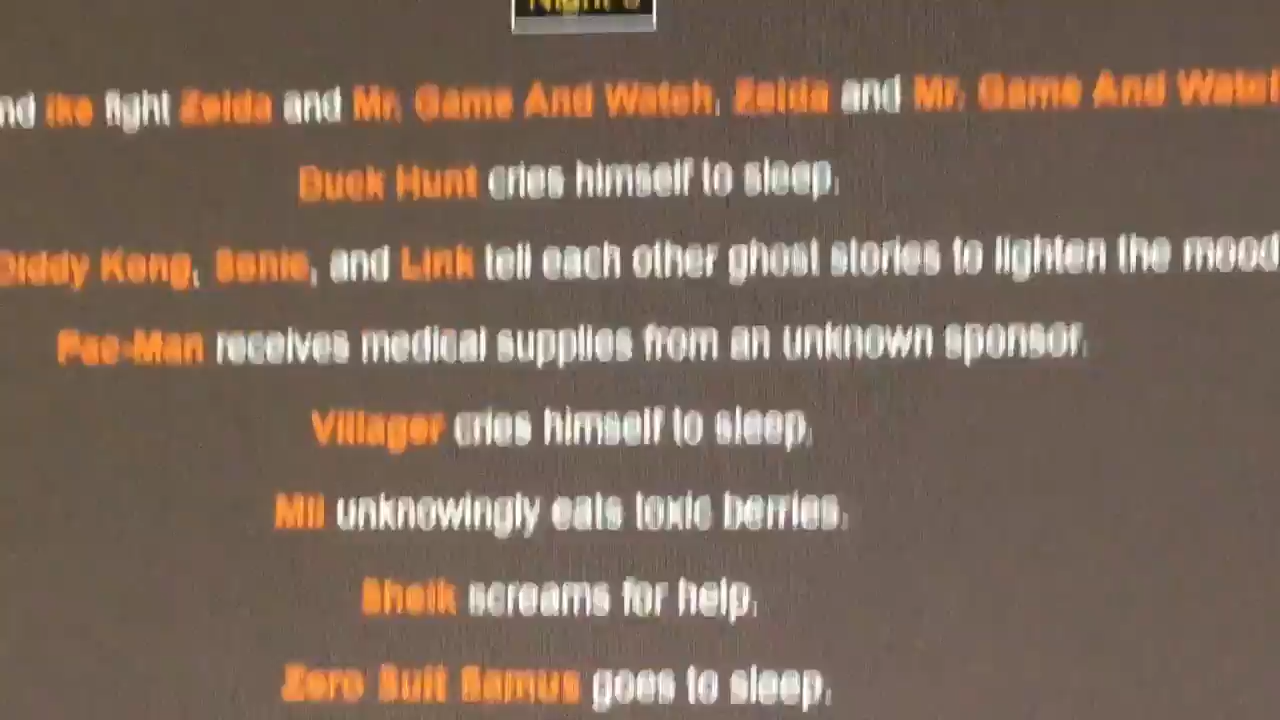 Night
nd Ike fight Zelda and Mr. Game And Watch. Zelda and Mr. Game And Watch
Duck Hunt cries himself to sleep.
Diddy Kong, Sonic, and Link tell each other ghost stories to lighten the mood
Pac-Man receives medical supplies from an unknown sponsor.
Villager cries himself to sleep.
Mii unknowingly eats toxic berries.
Sheik screams for help.
Zero Suit Samus goes to sleep.